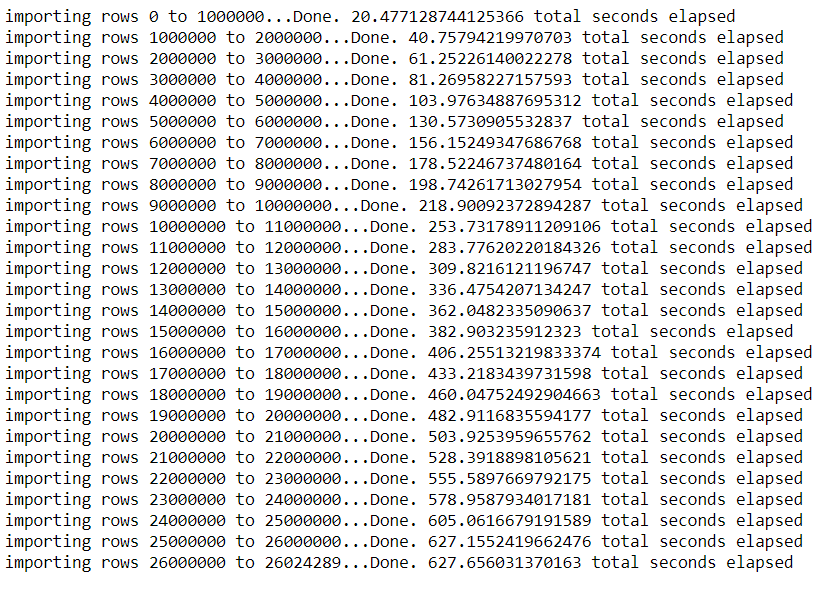 importing rows 0 to 1000000...Done. 20.477128744125366 total seconds elapsed
importing rows 1000000 to 2000000...Done. 40.75794219970703 total seconds elapsed
importing rows 2000000 to 3000000...Done. 61.25226140022278 total seconds elapsed
importing rows 3000000 to 4000000...Done. 81.26958227157593 total seconds elapsed
importing rows 4000000 to 5000000...Done. 103.97634887695312 total seconds elapsed
importing rows 5000000 to 6000000...Done. 130.5730905532837 total seconds elapsed
importing rows 6000000 to 7000000...Done. 156.15249347686768 total seconds elapsed
importing rows 7000000 to 8000000...Done. 178.52246737480164 total seconds elapsed
importing rows 8000000 to 9000000...Done. 198.74261713027954 total seconds elapsed
importing rows 9000000 to 10000000...Done. 218.90092372894287 total seconds elapsed
importing rows 10000000 to 11000000...Done. 253.73178911209106 total seconds elapsed
importing rows 11000000 to 12000000...Done. 283.77620220184326 total seconds elapsed
importing rows 12000000 to 13000000...Done. 309.8216121196747 total seconds elapsed
importing rows 13000000 to 14000000...Done. 336.4754207134247 total seconds elapsed
importing rows 14000000 to 15000000...Done. 362.0482335090637 total seconds elapsed
importing rows 15000000 to 16000000...Done. 382.903235912323 total seconds elapsed
importing rows 16000000 to 17000000...Done. 406.25513219833374 total seconds elapsed
importing rows 17000000 to 18000000...Done. 433.2183439731598 total seconds elapsed
importing rows 18000000 to 19000000...Done. 460.04752492904663 total seconds elapsed
importing rows 19000000 to 20000000...Done. 482.9116835594177 total seconds elapsed
importing rows 20000000 to 21000000...Done. 503.9253959655762 total seconds elapsed
importing rows 21000000 to 22000000...Done. 528.3918898105621 total seconds elapsed
importing rows 22000000 to 23000000...Done. 555.5897669792175 total seconds elapsed
importing rows 23000000 to 24000000...Done. 578.9587934017181 total seconds elapsed
importing rows 24000000 to 25000000...Done. 605.0616679191589 total seconds elapsed
importing rows 25000000 to 26000000...Done. 627.1552419662476 total seconds elapsed
importing rows 26000000 to 26024289...Done. 627.656031370163 total seconds elapsed